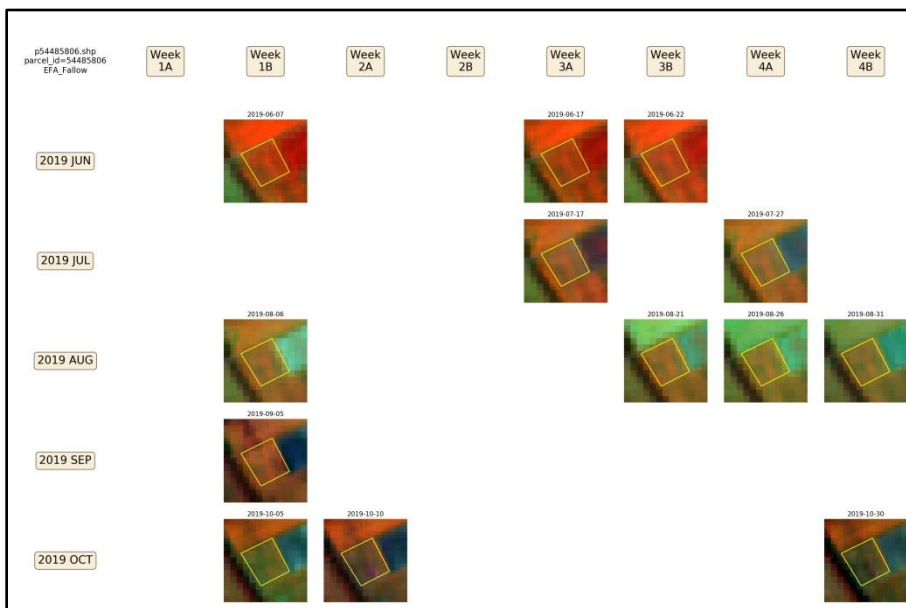 p54485806.shp
parcel_id=54485806
EFA_Fallow
Week
1A
Week
1B
Week
2A
Week
2B
Week
3A
Week
3B
Week
4A
Week
4B
2019 JUN
2019-06-07
2019-06-17
2019-06-22
2019 JUL
2019-07-17
2019-07-27
2019 AUG
2019-08-06
2019-08-21
2019-08-26
2019-08-31
2019 SEP
2019-09-05
2019 OCT
2019-10-05
2019-10-10
2019-10-30